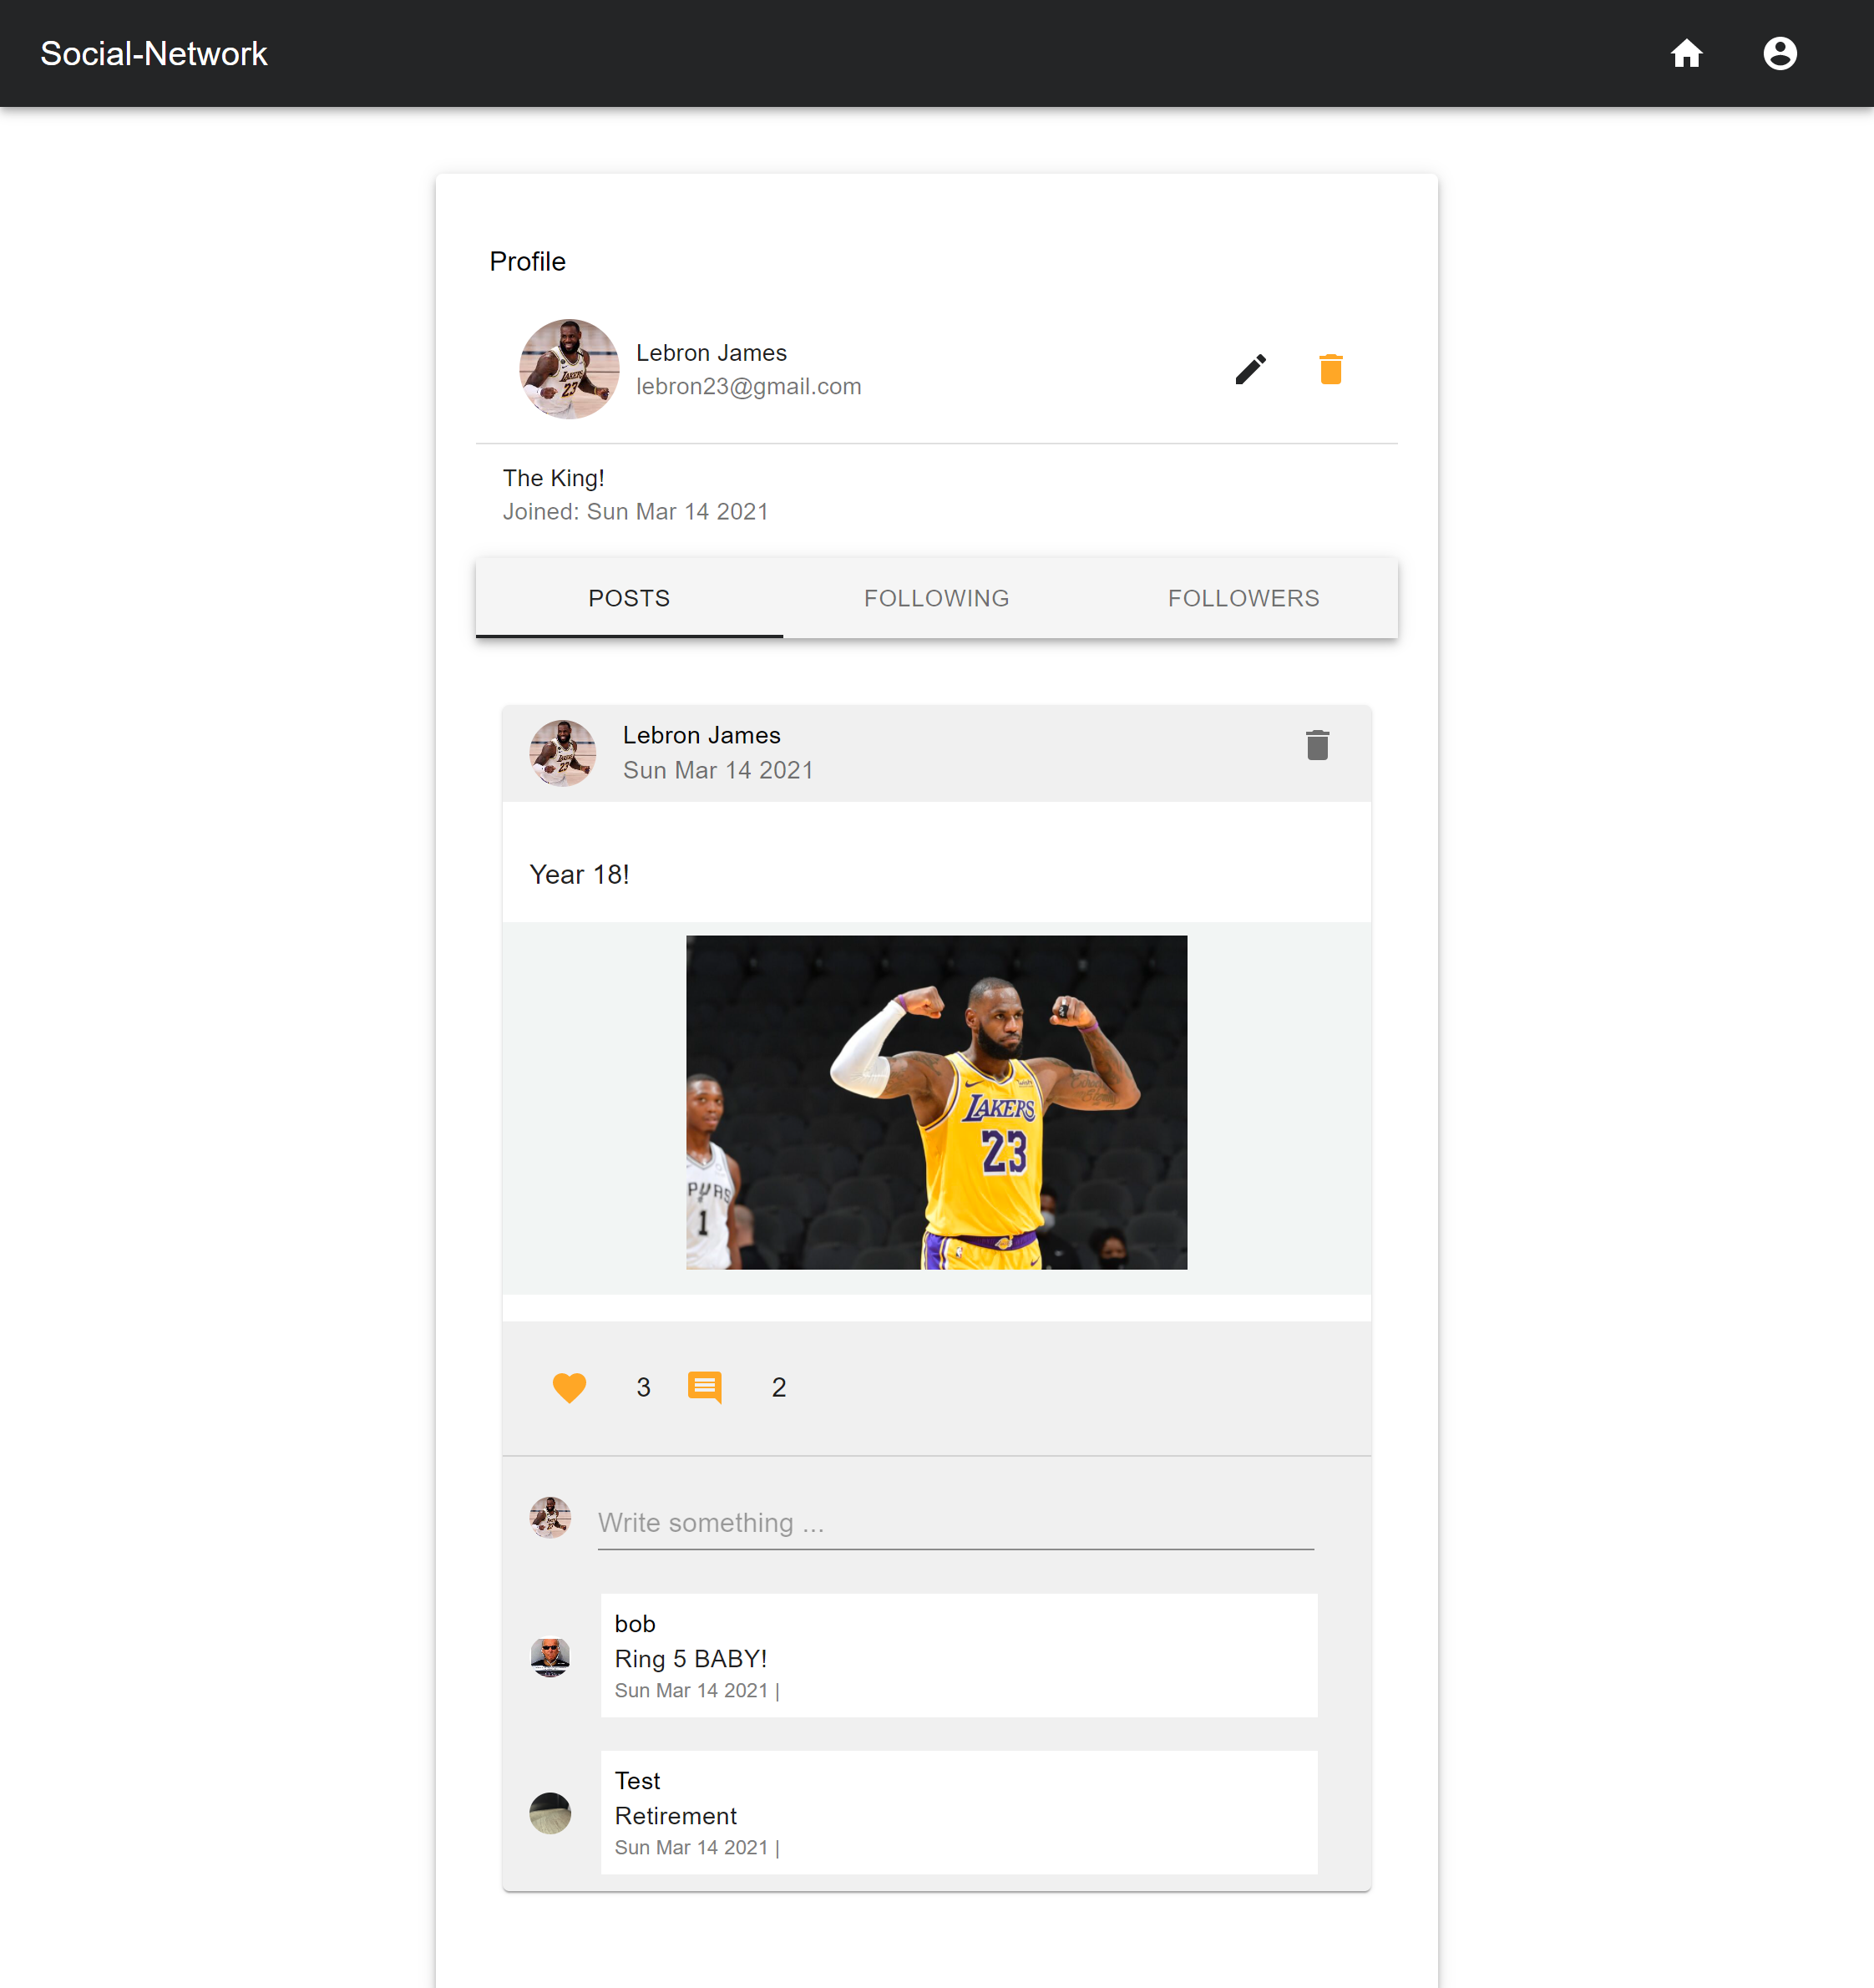 Social-Network
Profile
Lebron James
lebron23@gmail.com
The King!
Joined: Sun Mar 14 2021
POSTS FOLLOWING FOLLOWERS
Lebron James
Sun Mar 14 2021
Year 18!
LAKERS
23
PURS
1
3 2
Write something ...
bob
Ring 5 BABY!
Sun Mar 14 2021 |
Test
Retirement
Sun Mar 14 2021 |